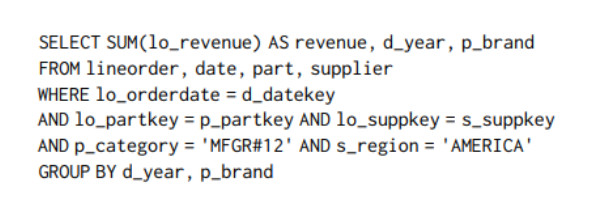 SELECT SUM(lo_revenue) AS revenue, d_year, p_brand
FROM lineorder, date, part, supplier
WHERE lo_orderdate = d_datekey
AND lo_partkey = p_partkey AND lo_suppkey = s_suppkey
AND p_category = 'MFGR#12' AND s_region = 'AMERICA'
GROUP BY d_year, p_brand